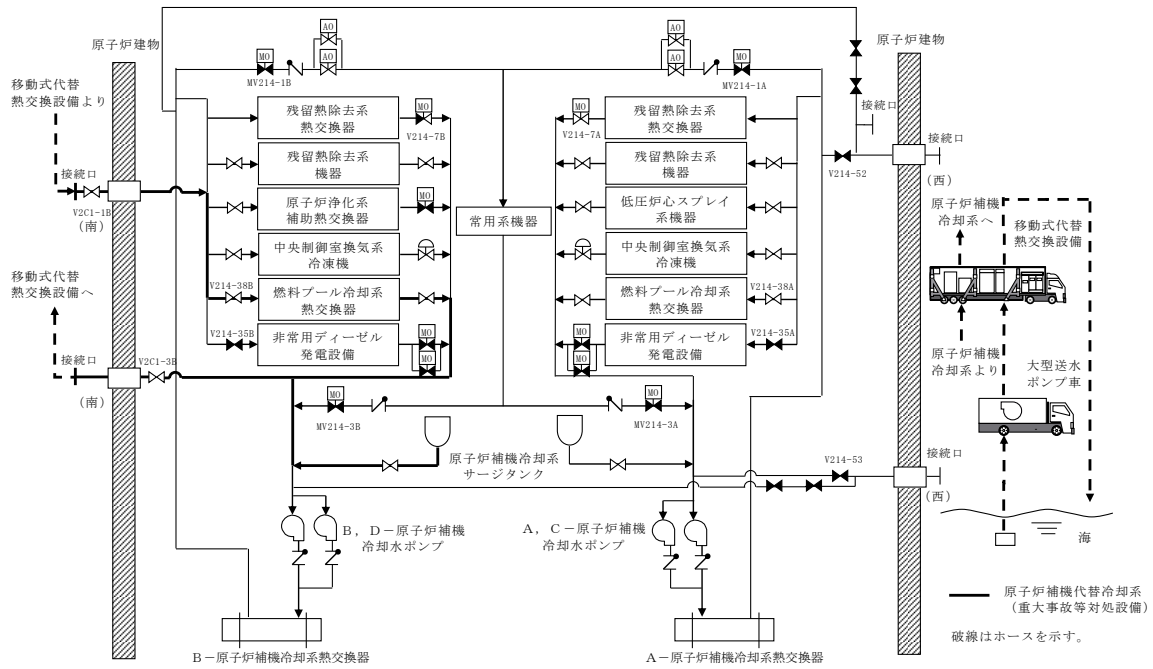 原子炉建物
移動式代替
熱交換設備より
接続口
V2C1-1B
(南)
移動式代替
熱交換設備へ
接続口
V2C1-3B
(南)
MO
MV214-1B
AO
AO
AO
AO
MO
MV214-1A
残留熱除去系
熱交換器
MO
V214-7B
残留熱除去系
機器
原子炉浄化系
補助熱交換器
MO
中央制御室換気系
冷凍機
V214-38B
燃料プール冷却系
熱交換器
V214-35B
非常用ディーゼル
発電設備
MO
MO
常用系機器
MO
V214-7A
残留熱除去系
熱交換器
残留熱除去系
機器
低圧炉心スプレイ
系機器
中央制御室換気系
冷凍機
燃料プール冷却系
熱交換器
V214-38A
MO
MO
非常用ディーゼル
発電設備
V214-35A
MO
MV214-3B
MO
MV214-3A
原子炉補機冷却系
サージタンク
B,D-原子炉補機
冷却水ポンプ
A,C-原子炉補機
冷却水ポンプ
B-原子炉補機冷却系熱交換器
A-原子炉補機冷却系熱交換器
原子炉建物
接続口
V214-52
接続口
(西)
V214-53
接続口
(西)
原子炉補機
冷却系へ
移動式代替
熱交換設備
原子炉補機
冷却系より
大型送水
ポンプ車
海
原子炉補機代替冷却系
(重大事故等対処設備)
破線はホースを示す。